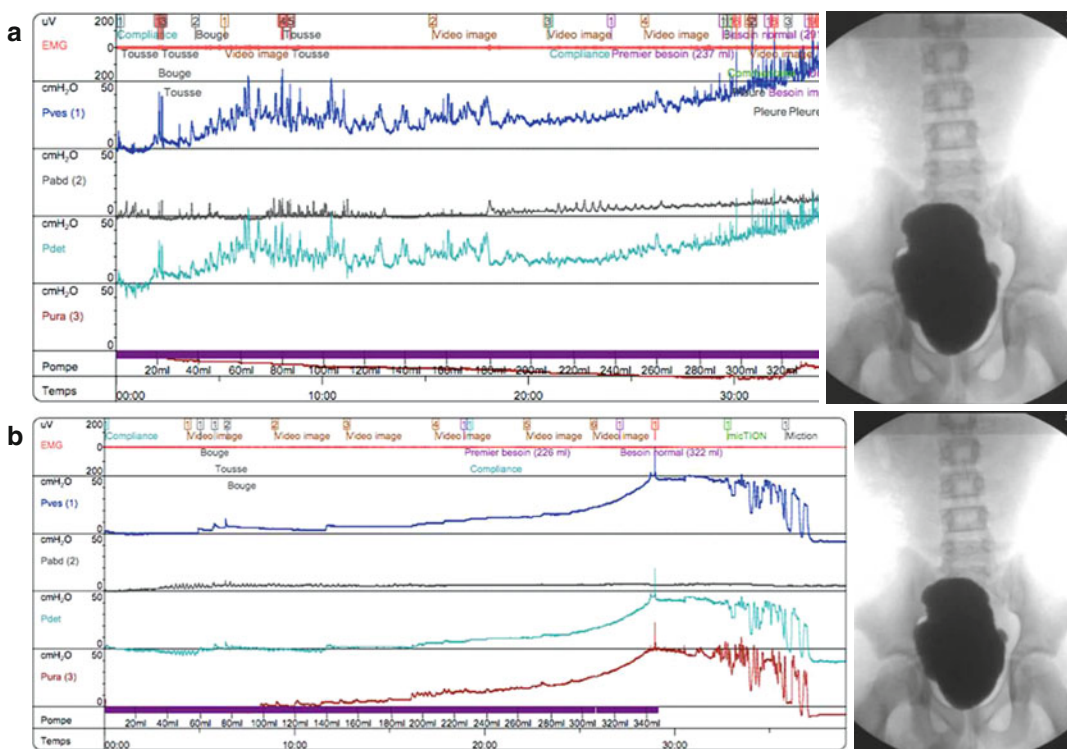 a
uV 200
EMG
Compliance Bouge Tousse Video image Video image Video image Besoin normal (29
Tousse Tousse Video image Tousse Compliance Premier besoin (237 ml) Video image
Bouge
Tousse
Pleure Pleure
200
cmH₂O 50
Pves (1)
0
cmH₂O 50
Pabd (2)
0
cmH₂O 50
Pdet
0
cmH₂O 50
Pura (3)
0
Pompe 20ml 40ml 60ml 80ml 100ml 120ml 140ml 160ml 180ml 200ml 220ml 240ml 260ml 280ml 300ml 320ml
Temps 00:00 10:00 20:00 30:00
b
uV 200
EMG
Compliance Video image Video image Video image Video image Video image Video image micTION Miction
Bouge Premier besoin (226 ml) Besoin normal (322 ml)
Tousse Compliance
Bouge
200
cmH₂O 50
Pves (1)
0
cmH₂O 50
Pabd (2)
0
cmH₂O 50
Pdet
0
cmH₂O 50
Pura (3)
0
Pompe 20ml 40ml 60ml 80ml 100ml 120ml 140ml 160ml 180ml 200ml 220ml 240ml 260ml 280ml 300ml 320ml 340ml
Temps 00:00 10:00 20:00 30:00